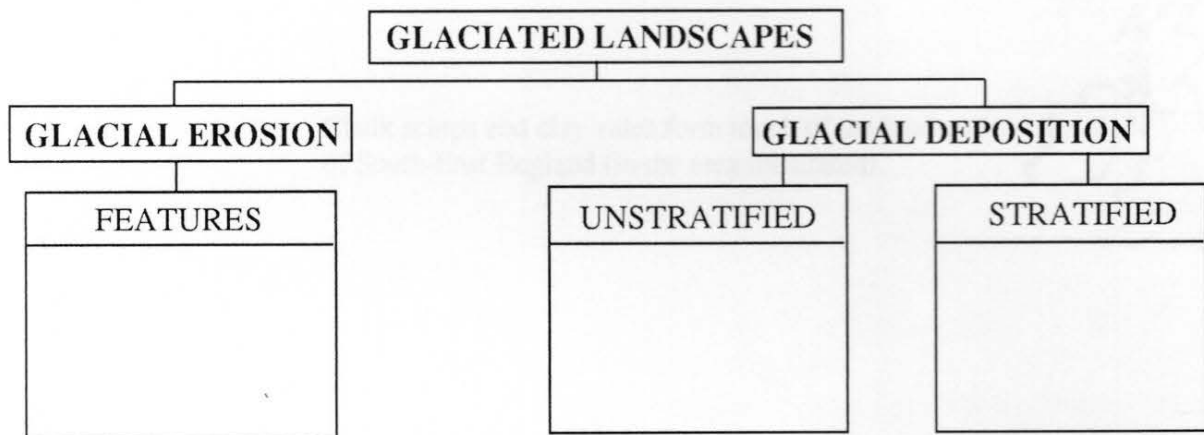 GLACIATED LANDSCAPES
GLACIAL EROSION
GLACIAL DEPOSITION
FEATURES
UNSTRATIFIED
STRATIFIED